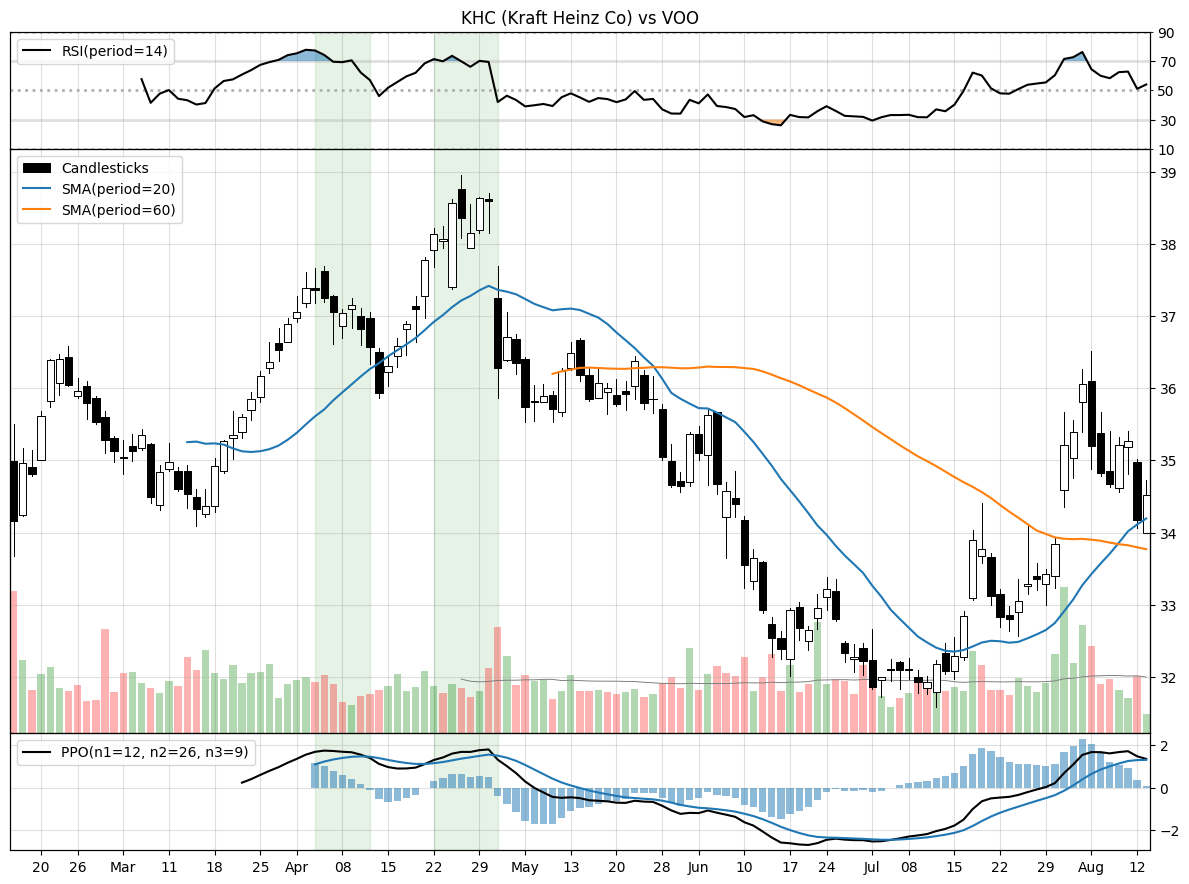 KHC (Kraft Heinz Co) vs VOO
RSI(period=14)
90
70
50
30
10
Candlesticks
SMA(period=20)
SMA(period=60)
39
38
37
36
35
34
33
32
PPO(n1=12, n2=26, n3=9)
2
0
−2
20 26 Mar 11 18 25 Apr 08 15 22 29 May 13 20 28 Jun 10 17 24 Jul 08 15 22 29 Aug 12